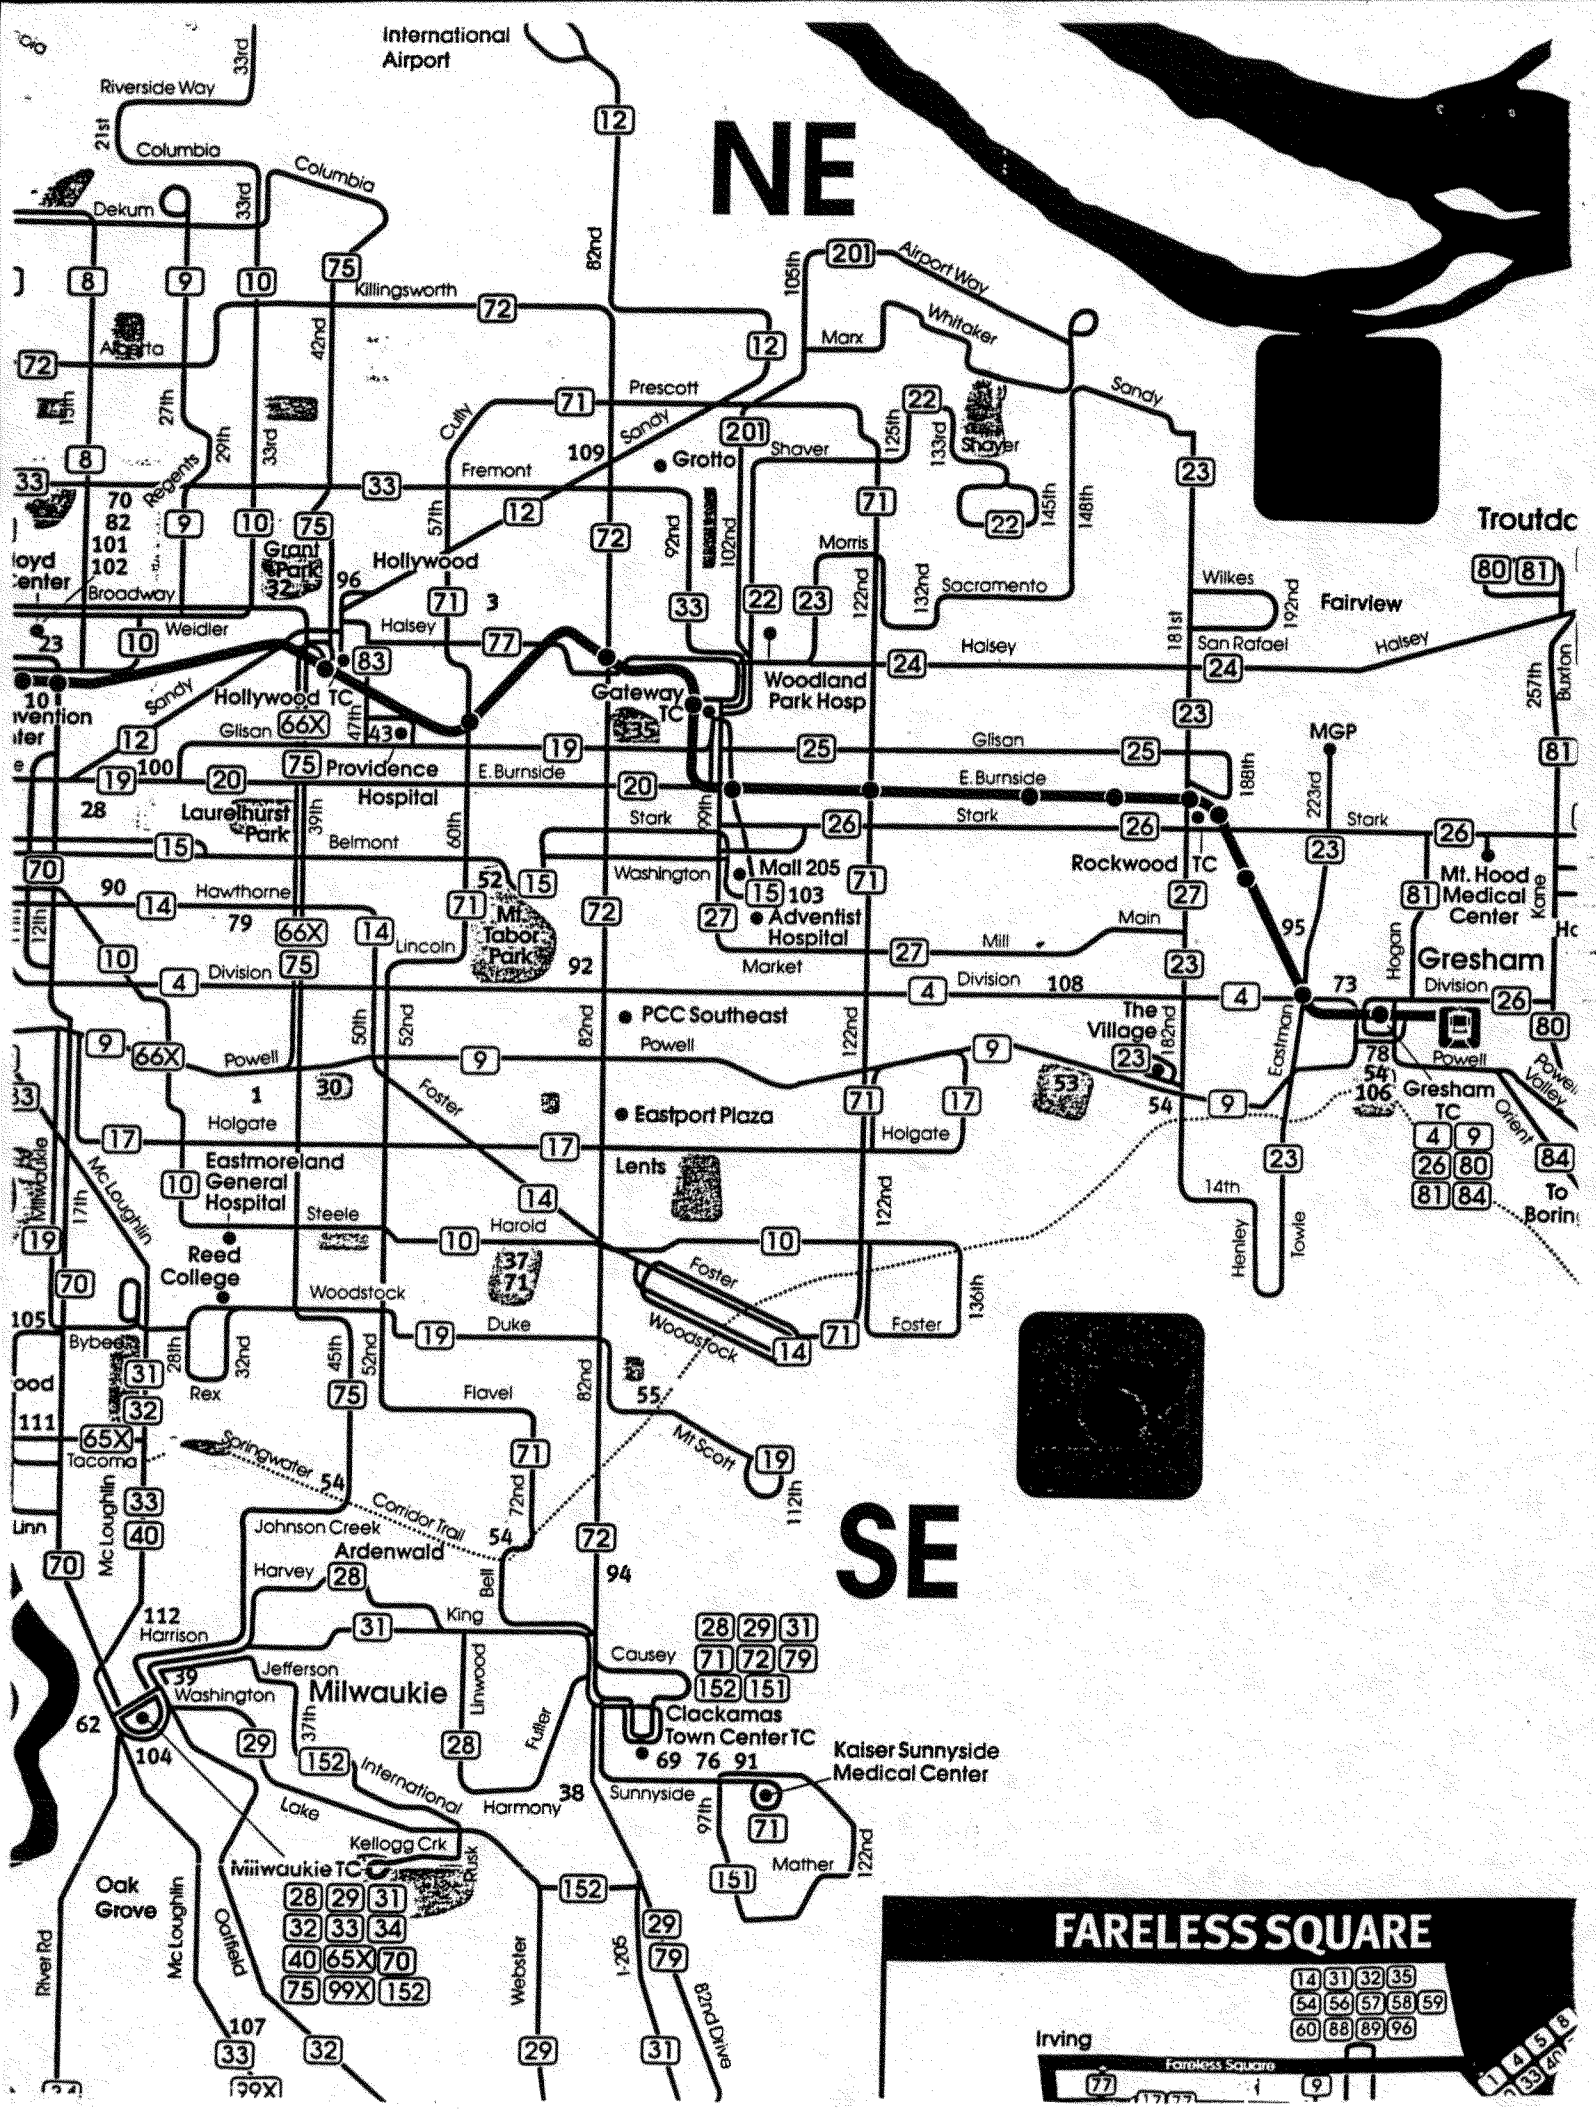 International
Airport
33rd
Riverside Way
21st
Columbia
12
NE
Columbia
33rd
Dekum
82nd
105th
201
Airport Way
8
9
10
75
Killingsworth
72
Whitaker
Marx
12
42nd
Alberta
72
Prescott
71
Sandy
Cully
22
15th
27th
29th
33rd
109
Sandy
201
125th
133rd
Shaver
Shaver
Grotto
8
Regents
Fremont
33
33
23
71
70
82
101
102
9
10
75
57th
12
72
92nd
102nd
22
145th
148th
Troutdc
Grant
Park
32
Hollywood
96
Morris
122nd
132nd
Sacramento
Wilkes
192nd
Fairview
80 81
Broadway
71
3
33
22
23
181st
23
10
Weidler
Halsey
77
Halsey
San Rafael
Halsey
83
24
24
Woodland
Park Hosp
257th
Buxton
10
Sandy
Hollywood TC
Gateway
TC
23
66X
47th
43
35
MGP
12
Glisan
19
25
Glisan
25
81
19
100
20
75
Providence
Hospital
E. Burnside
20
E. Burnside
188th
223rd
28
Laurelhurst
Park
39th
60th
Stark
99th
26
Stark
26
Stark
26
15
Belmont
70
Washington
Mall 205
Rockwood TC
23
Mt. Hood
Medical
Center
90
Hawthorne
52
15
15 103
71
27
81
Kane
14
79
71
Mt.
Tabor
Park
72
27
Adventist
Hospital
Main
95
12th
66X
14
Lincoln
27
Mill
Hogan
10
75
92
Market
23
Gresham
4
Division
4
Division
108
4
73
Division
26
50th
52nd
82nd
PCC Southeast
122nd
The
Village
182nd
80
9
66X
Powell
9
Powell
9
23
Eastman
Powell
Powell
Valley
78
54
106
1
30
Foster
53
54
9
Gresham
TC
Orient
Holgate
Eastport Plaza
71
17
4 9
26 80
81 84
17
17
Holgate
23
84
To
Boring
Milwaukie
17th
Mc Loughlin
10
Eastmoreland
General
Hospital
Lents
14
122nd
14th
Henley
Towle
Steele
Harold
19
10
10
Reed
College
37
71
70
Woodstock
Foster
136th
105
Bybee
19
Duke
Woodstock
71
Foster
14
28th
32nd
45th
52nd
31
Rex
75
Flavel
82nd
55
111
32
65X
Tacoma
Springwater
54
Corridor Trail
71
72nd
Mt Scott
19
112th
Mc Loughlin
33
40
Johnson Creek
54
SE
Linn
Ardenwald
72
70
Harvey
28
Bell
94
112
Harrison
31
King
28 29 31
71 72 79
152 151
39
Jefferson
Causey
Washington
Milwaukie
Linwood
62
37th
Fuller
Clackamas
Town Center TC
104
29
152
International
28
69 76 91
Kaiser Sunnyside
Medical Center
Lake
Harmony
38
Sunnyside
97th
71
Kellogg Crk
Milwaukie TC
Rusk
Mather
122nd
Oak
Grove
28 29 31
32 33 34
40 65X 70
75 99X 152
152
151
River Rd
Mc Loughlin
Oatfield
Webster
I-205
29
79
82nd Drive
107
33
32
29
31
99X
FARELESS SQUARE
14 31 32 35
54 56 57 58 59
60 88 89 96
Irving
Fareless Square
77
9
1 4 5 8
33 40
17 77